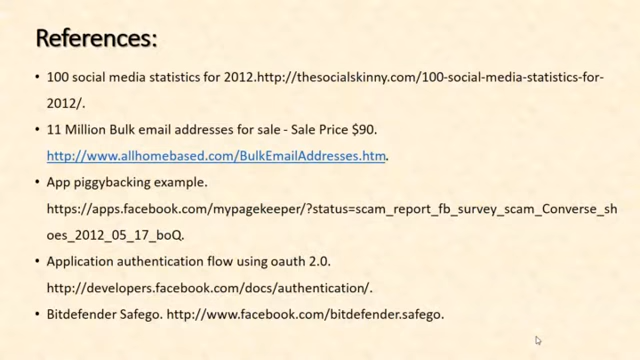 References:
• 100 social media statistics for 2012.http://thesocialskinny.com/100-social-media-statistics-for-
2012/.
• 11 Million Bulk email addresses for sale - Sale Price $90.
http://www.allhomebased.com/BulkEmailAddresses.htm.
• App piggybacking example.
https://apps.facebook.com/mypagekeeper/?status=scam_report_fb_survey_scam_Converse_sh
oes_2012_05_17_boQ.
• Application authentication flow using oauth 2.0.
http://developers.facebook.com/docs/authentication/.
• Bitdefender Safego. http://www.facebook.com/bitdefender.safego.